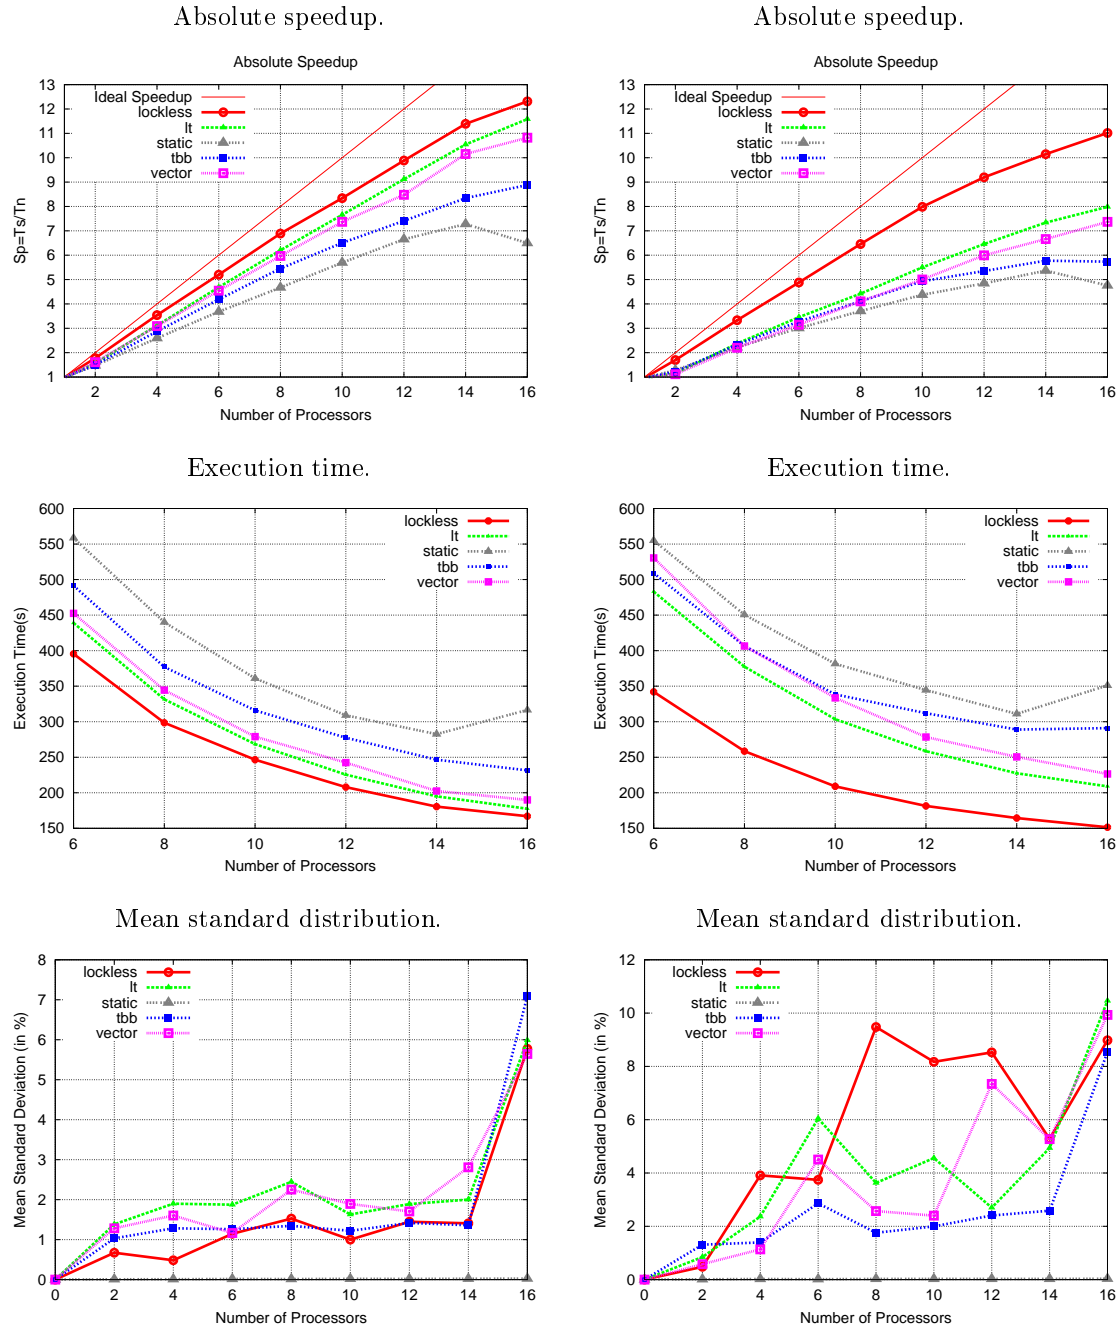 Absolute speedup.
Absolute Speedup
Ideal Speedup
lockless
lt
static
tbb
vector
13
12
11
10
9
8
7
6
5
4
3
2
1
Sp=Ts/Tn
2 4 6 8 10 12 14 16
Number of Processors
Absolute speedup.
Absolute Speedup
Ideal Speedup
lockless
lt
static
tbb
vector
13
12
11
10
9
8
7
6
5
4
3
2
1
Sp=Ts/Tn
2 4 6 8 10 12 14 16
Number of Processors
Execution time.
lockless
lt
static
tbb
vector
600
550
500
450
400
350
300
250
200
150
Execution Time(s)
6 8 10 12 14 16
Number of Processors
Execution time.
lockless
lt
static
tbb
vector
600
550
500
450
400
350
300
250
200
150
Execution Time(s)
6 8 10 12 14 16
Number of Processors
Mean standard distribution.
lockless
lt
static
tbb
vector
8
7
6
5
4
3
2
1
0
Mean Standard Deviation (in %)
0 2 4 6 8 10 12 14 16
Number of Processors
Mean standard distribution.
lockless
lt
static
tbb
vector
12
10
8
6
4
2
0
Mean Standard Deviation (in %)
0 2 4 6 8 10 12 14 16
Number of Processors